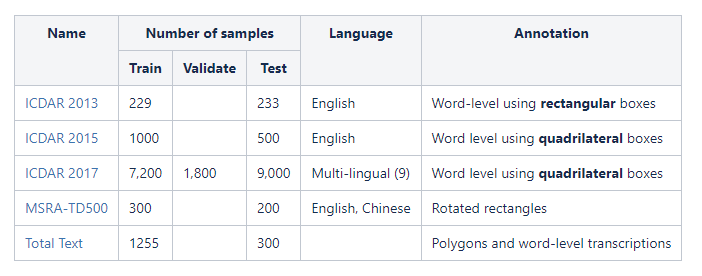 Name Number of samples Language Annotation
Train Validate Test
ICDAR 2013 229 233 English Word-level using rectangular boxes
ICDAR 2015 1000 500 English Word level using quadrilateral boxes
ICDAR 2017 7,200 1,800 9,000 Multi-lingual (9) Word level using quadrilateral boxes
MSRA-TD500 300 200 English, Chinese Rotated rectangles
Total Text 1255 300 Polygons and word-level transcriptions